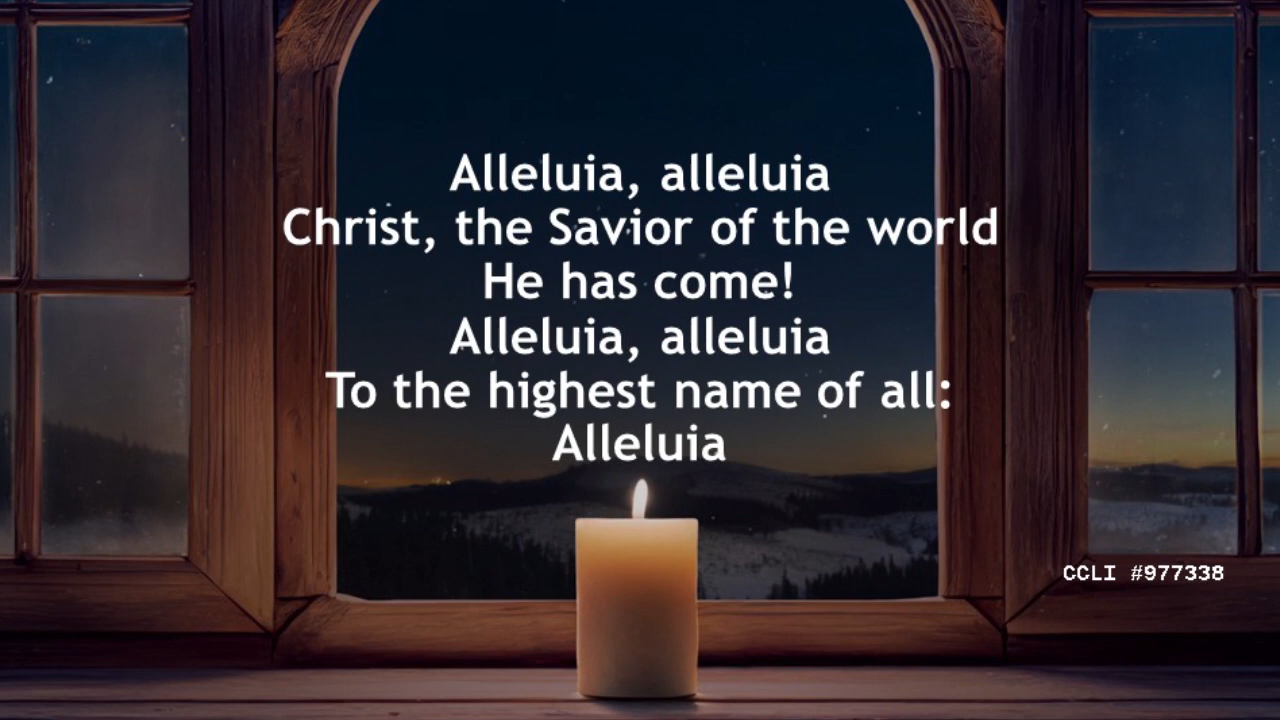 Alleluia, alleluia
Christ, the Savior of the world
He has come!
Alleluia, alleluia
To the highest name of all:
Alleluia
CCLI #977338